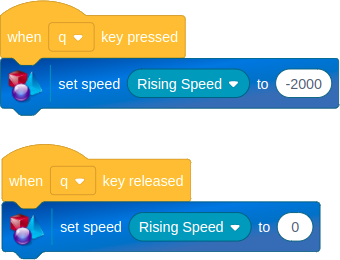 when q key pressed
set speed Rising Speed to -2000
when q key released
set speed Rising Speed to 0